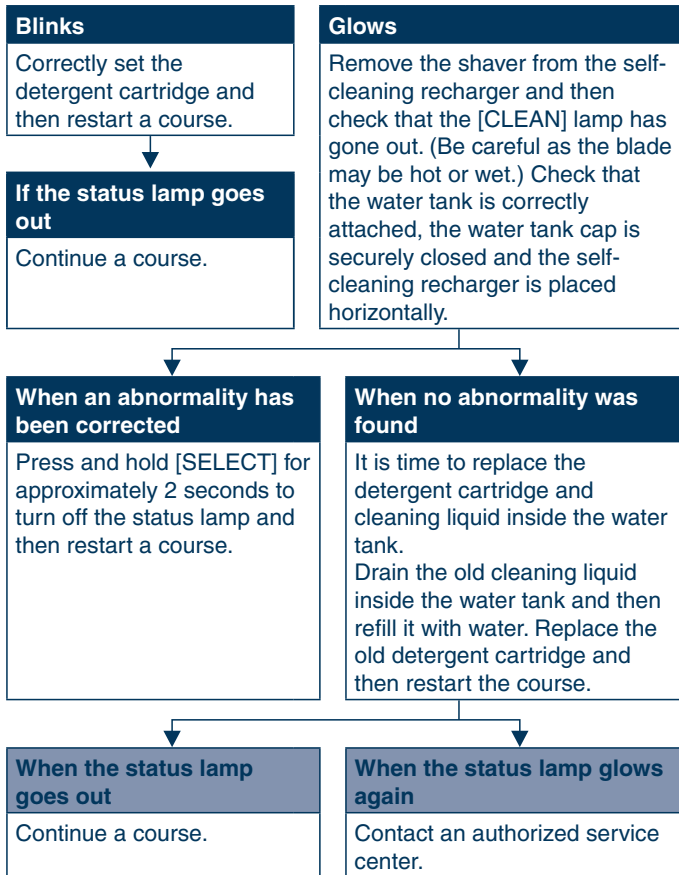 Blinks
Correctly set the
detergent cartridge and
then restart a course.
If the status lamp goes
out
Continue a course.
Glows
Remove the shaver from the self-
cleaning recharger and then
check that the [CLEAN] lamp has
gone out. (Be careful as the blade
may be hot or wet.) Check that
the water tank is correctly
attached, the water tank cap is
securely closed and the self-
cleaning recharger is placed
horizontally.
When an abnormality has
been corrected
Press and hold [SELECT] for
approximately 2 seconds to
turn off the status lamp and
then restart a course.
When no abnormality was
found
It is time to replace the
detergent cartridge and
cleaning liquid inside the water
tank.
Drain the old cleaning liquid
inside the water tank and then
refill it with water. Replace the
old detergent cartridge and
then restart the course.
When the status lamp
goes out
Continue a course.
When the status lamp glows
again
Contact an authorized service
center.